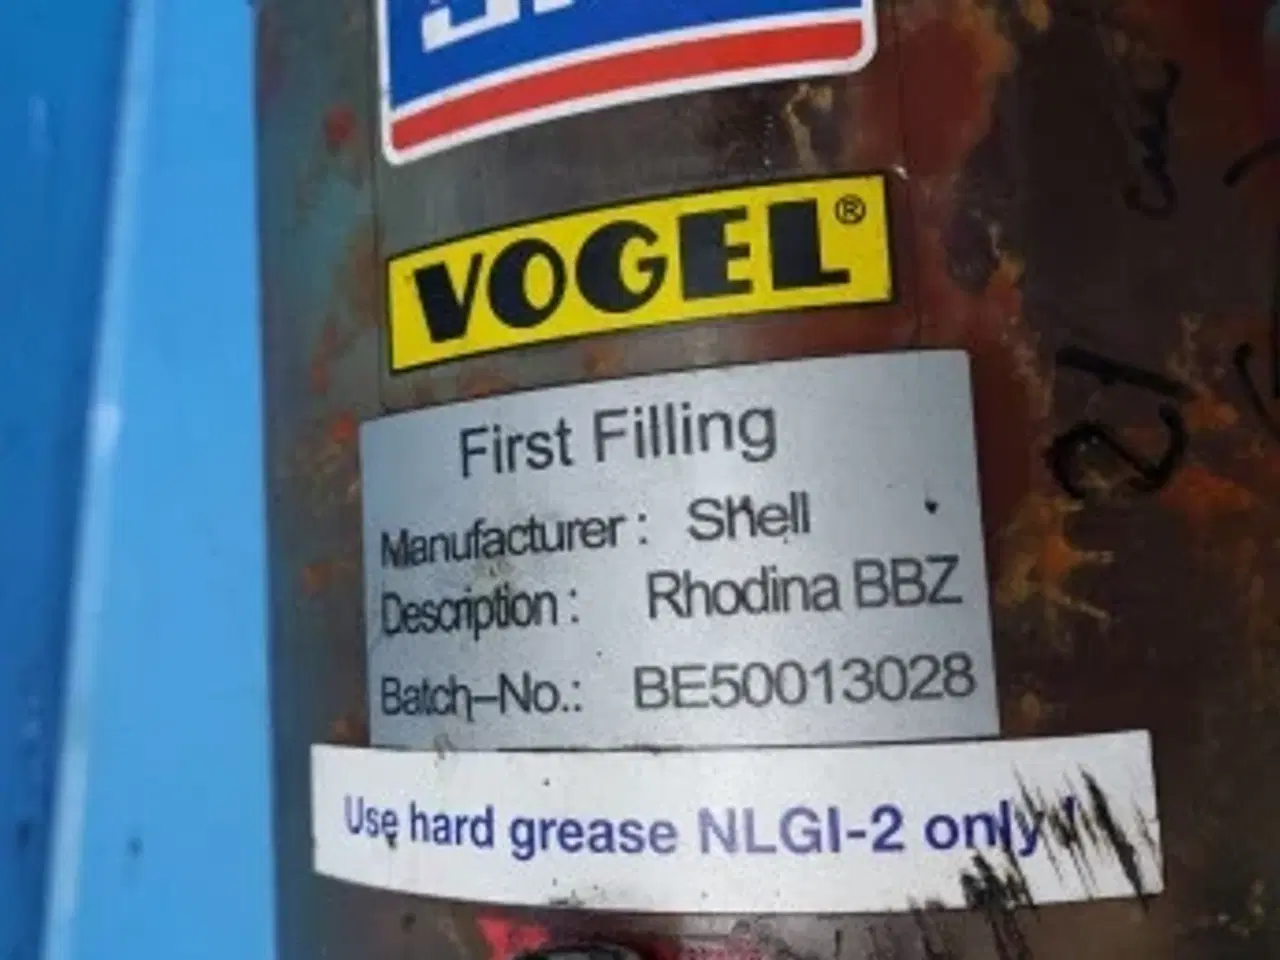 VOGEL®
First Filling
Manufacturer : Shell
Description : Rhodina BBZ
Batch–No.: BE50013028
Use hard grease NLGI-2 only !